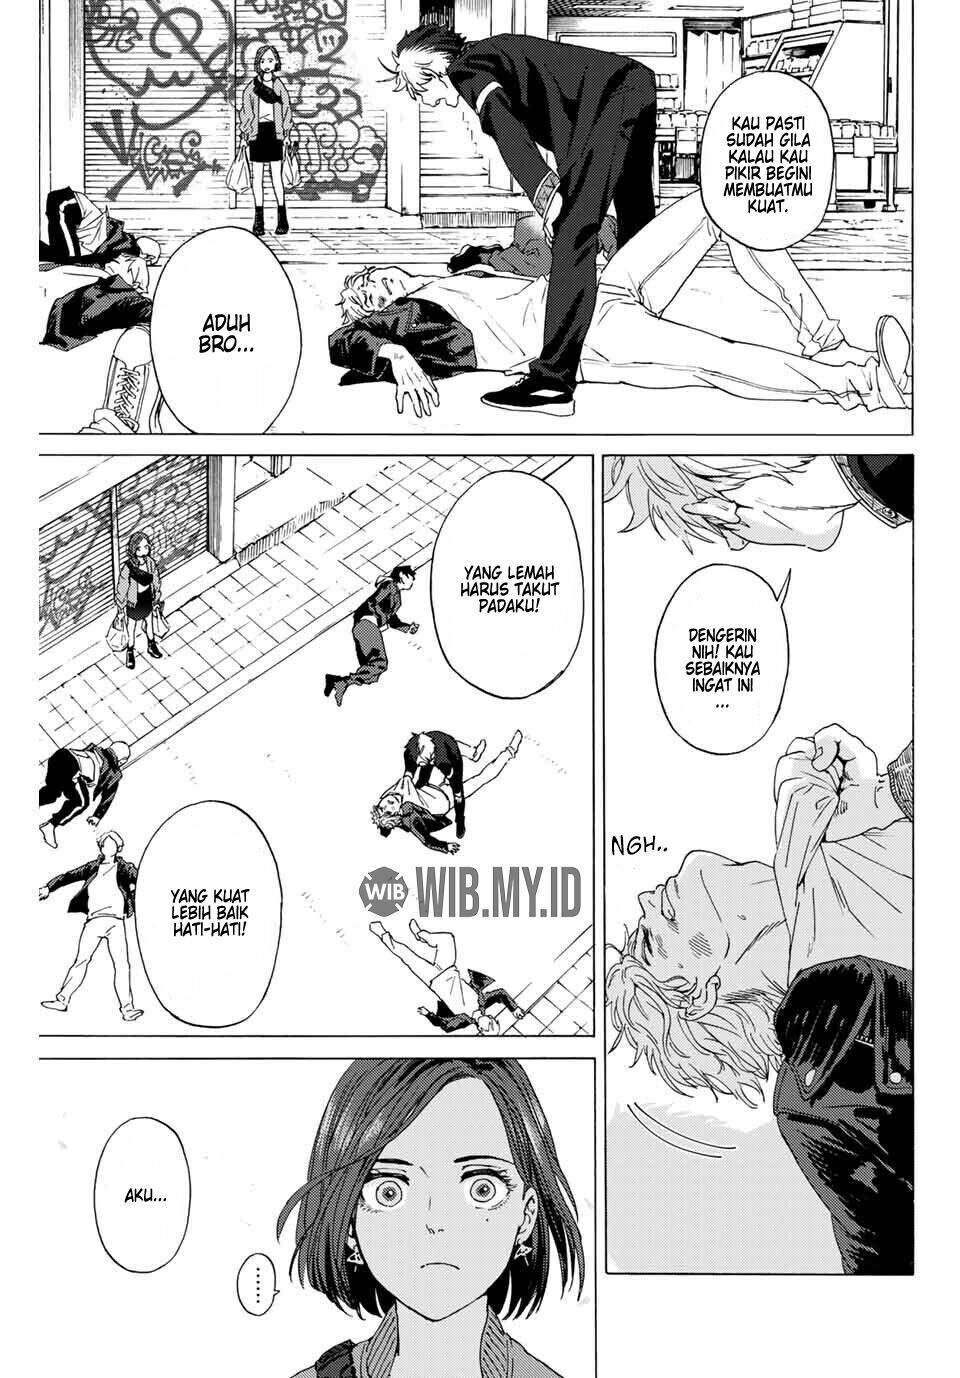 KAU PASTI
SUDAH GILA
KALAU KAU
PIKIR BEGINI
MEMBUATMU
KUAT.
ADUH
BRO...
DENGERIN
NIH! KAU
SEBAIKNYA
INGAT INI
...
NGH..
YANG LEMAH
HARUS TAKUT
PADAKU!
YANG KUAT
LEBIH BAIK
HATI-HATI!
WIB
WIB.MY.ID
AKU...
......